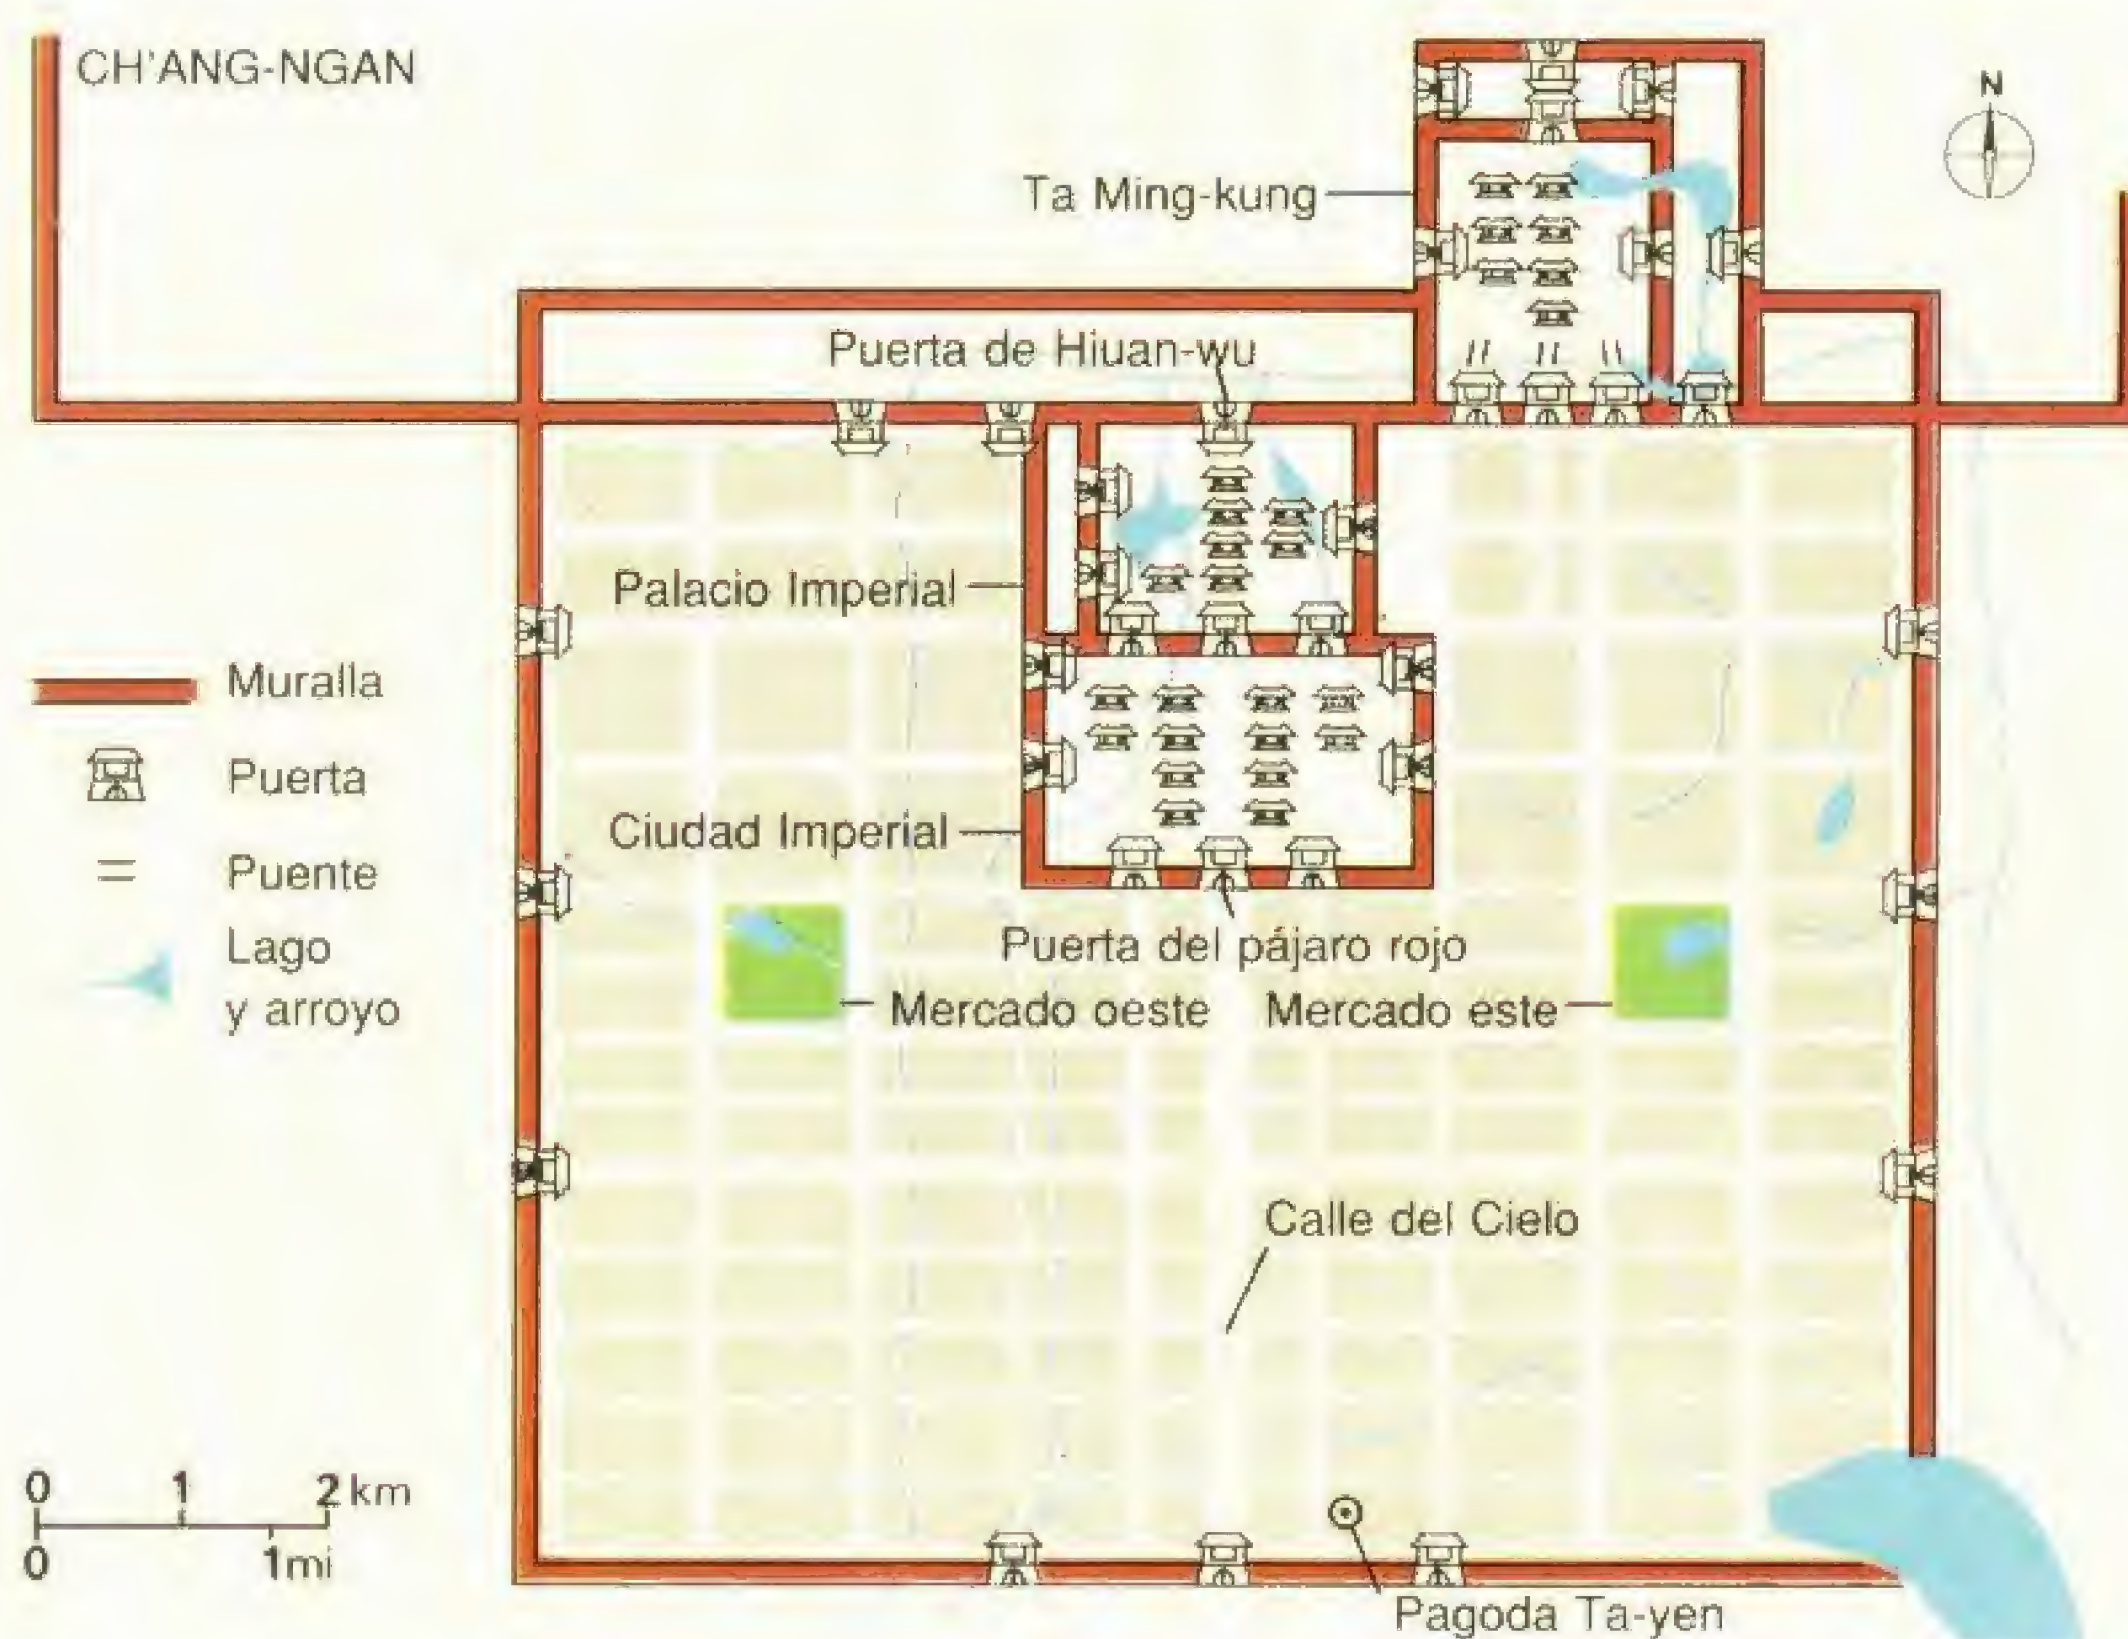 CH'ANG-NGAN
N
Ta Ming-kung
Puerta de Hiuan-wu
Palacio Imperial
Muralla
Puerta
Ciudad Imperial
Puente
Lago
y arroyo
Puerta del pájaro rojo
Mercado oeste
Mercado este
Calle del Cielo
0 1 2 km
0 1 mi
Pagoda Ta-yen